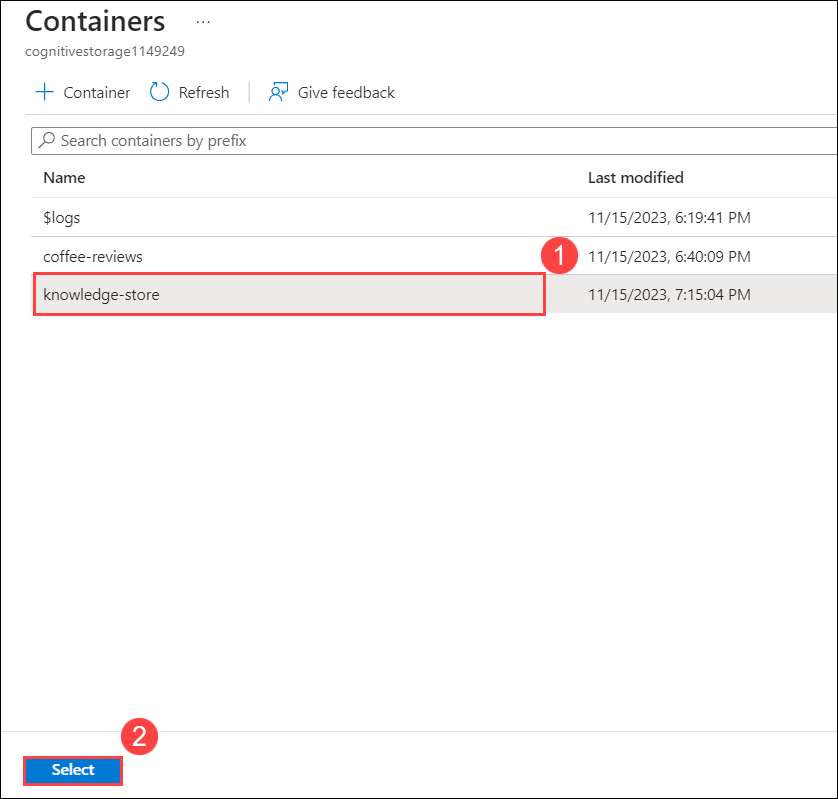 Containers ...
cognitivestorage1149249
Container Refresh Give feedback
Search containers by prefix
Name Last modified
$logs 11/15/2023, 6:19:41 PM
coffee-reviews 1 11/15/2023, 6:40:09 PM
knowledge-store 11/15/2023, 7:15:04 PM
2
Select